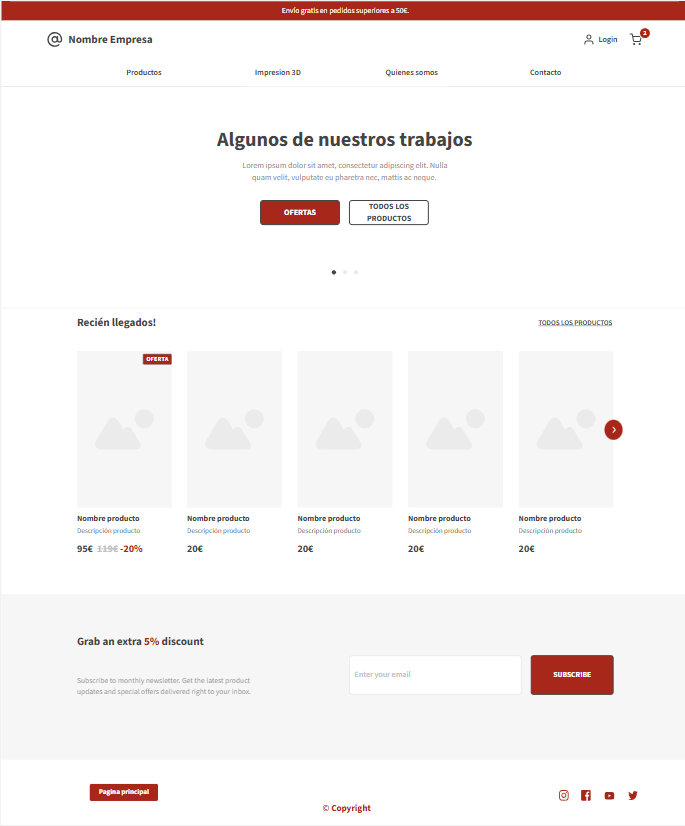 Envío gratis en pedidos superiores a 50€.
@ Nombre Empresa
Login
2
Productos
Impresion 3D
Quienes somos
Contacto
Algunos de nuestros trabajos
Lorem ipsum dolor sit amet, consectetur adipiscing elit. Nulla
quam velit, vulputate eu pharetra nec, mattis ac neque.
OFERTAS
TODOS LOS
PRODUCTOS
Recién llegados!
TODOS LOS PRODUCTOS
OFERTA
Nombre producto
Descripción producto
95€ 119€ -20%
Nombre producto
Descripción producto
20€
Nombre producto
Descripción producto
20€
Nombre producto
Descripción producto
20€
Nombre producto
Descripción producto
20€
Grab an extra 5% discount
Subscribe to monthly newsletter. Get the latest product
updates and special offers delivered right to your inbox.
Enter your email
SUBSCRIBE
Pagina principal
© Copyright